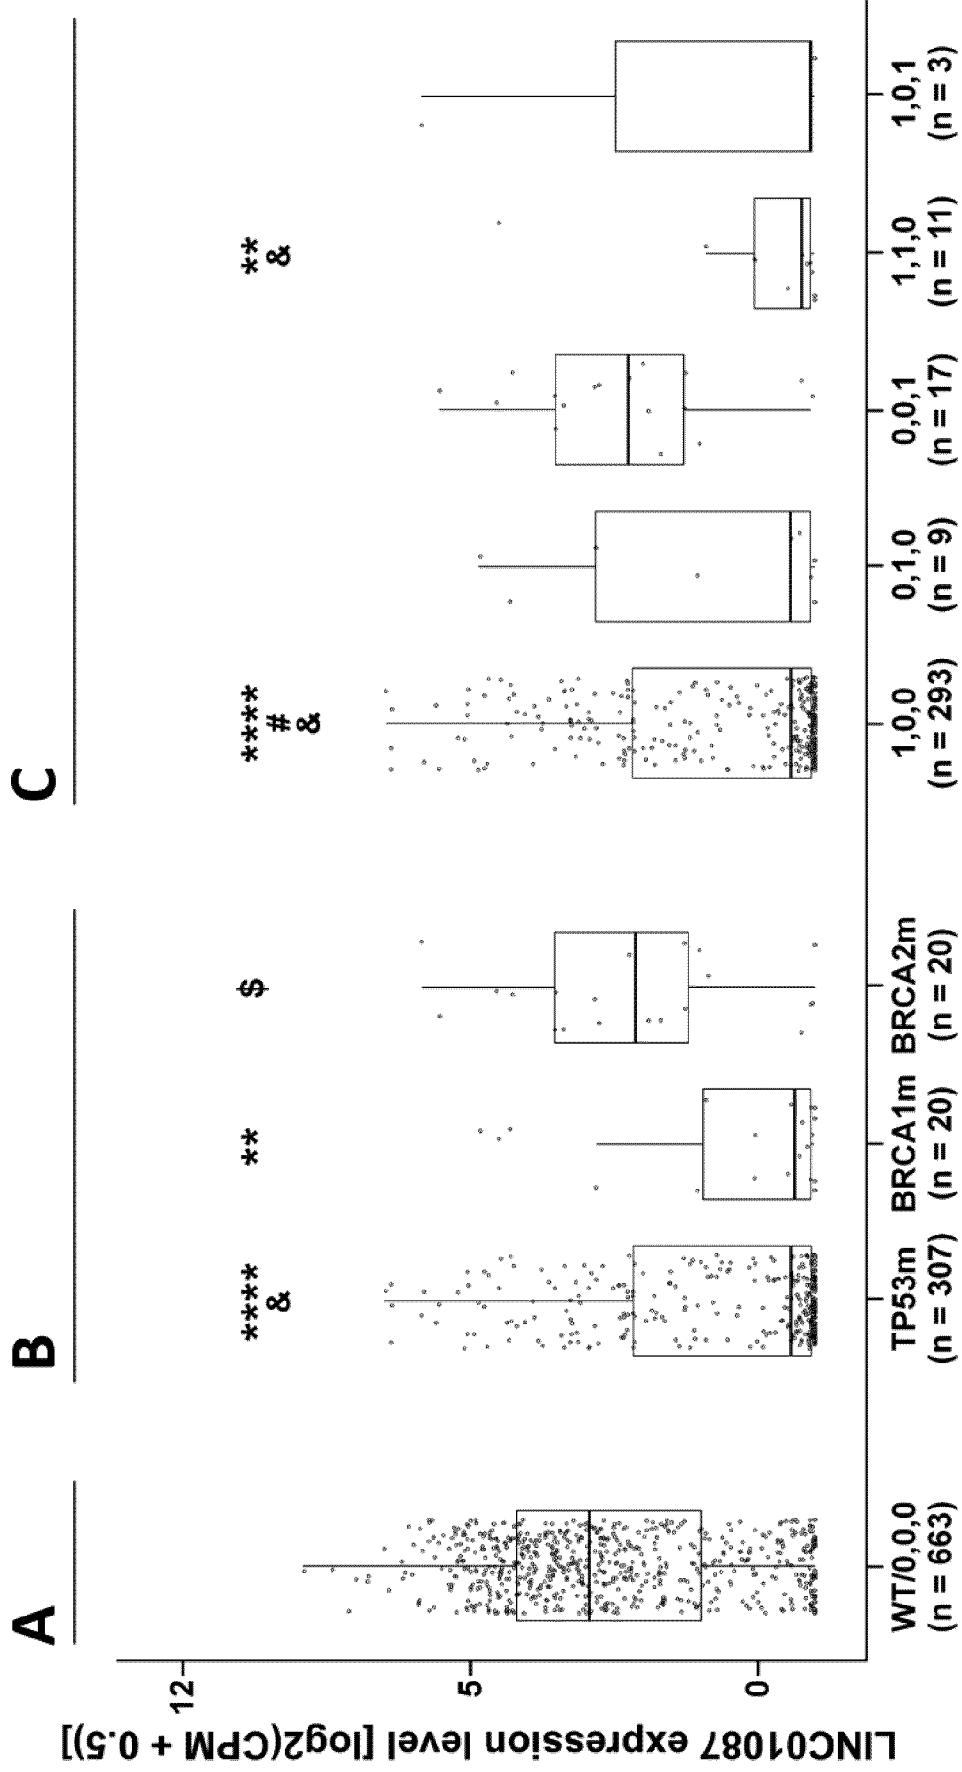 A
B
C
**** & ** $ **** # & ** &
LINC01087 expression level [log2(CPM + 0.5)]
12
5
0
WT/0,0,0 TP53m BRCA1m BRCA2m 1,0,0 0,1,0 0,0,1 1,1,0 1,0,1
(n = 663) (n = 307) (n = 20) (n = 20) (n = 293) (n = 9) (n = 17) (n = 11) (n = 3)